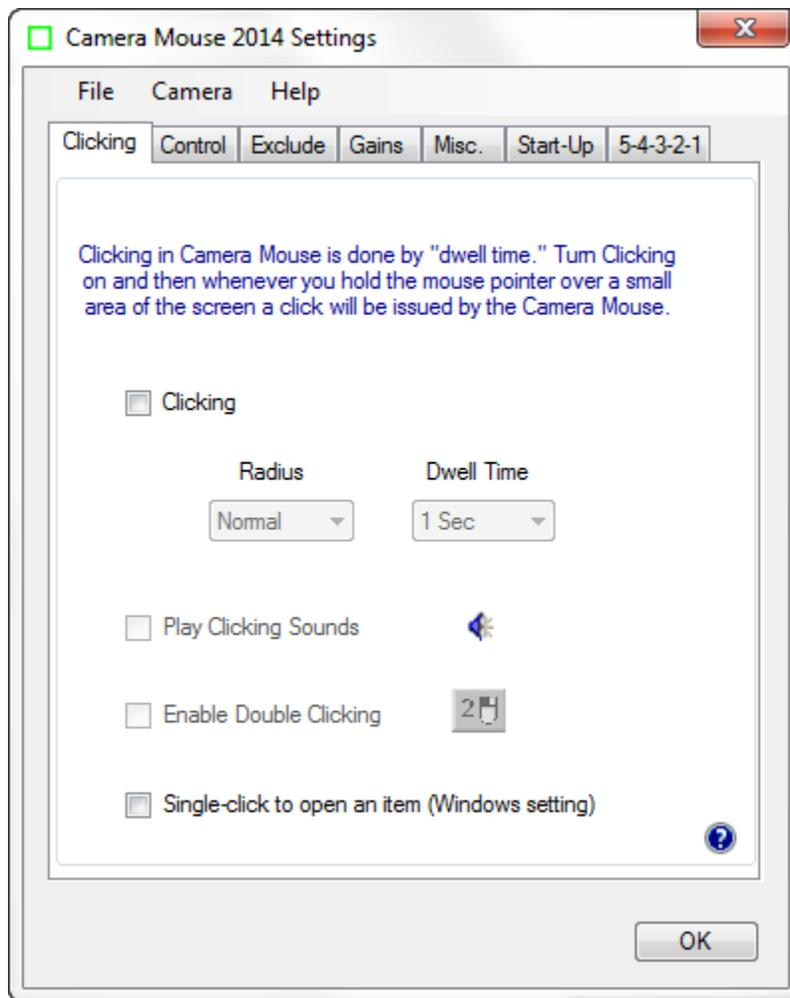 Camera Mouse 2014 Settings
File Camera Help
Clicking Control Exclude Gains Misc. Start-Up 5-4-3-2-1
Clicking in Camera Mouse is done by "dwell time." Turn Clicking
on and then whenever you hold the mouse pointer over a small
area of the screen a click will be issued by the Camera Mouse.
Clicking
Radius Dwell Time
Normal 1 Sec
Play Clicking Sounds
Enable Double Clicking 2
Single-click to open an item (Windows setting)
?
OK